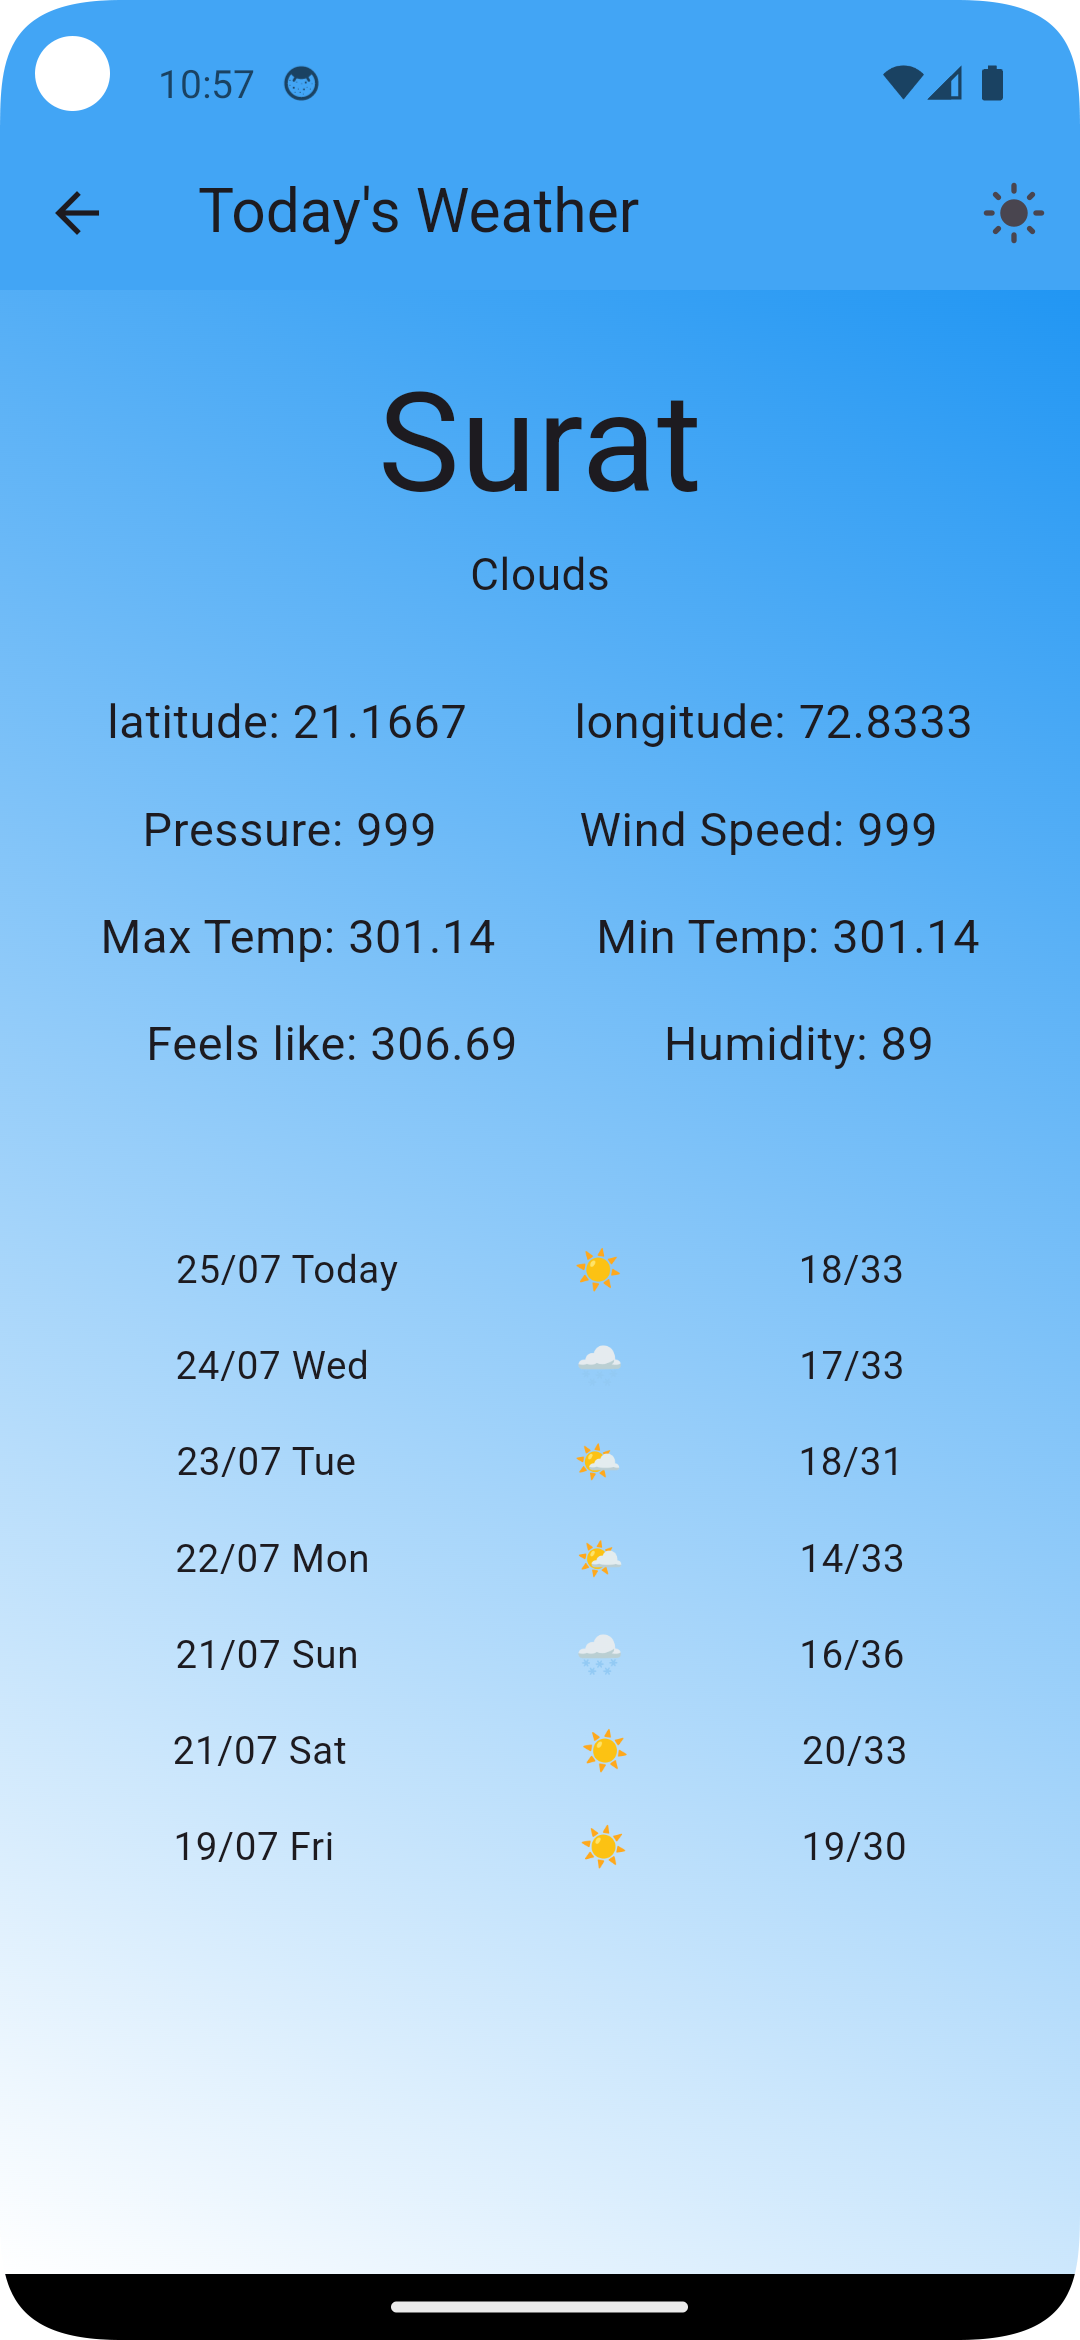 10:57
Today's Weather
Surat
Clouds
latitude: 21.1667 longitude: 72.8333
Pressure: 999 Wind Speed: 999
Max Temp: 301.14 Min Temp: 301.14
Feels like: 306.69 Humidity: 89
25/07 Today ☀️ 18/33
24/07 Wed 🌨️ 17/33
23/07 Tue 🌤️ 18/31
22/07 Mon 🌤️ 14/33
21/07 Sun 🌨️ 16/36
21/07 Sat ☀️ 20/33
19/07 Fri ☀️ 19/30